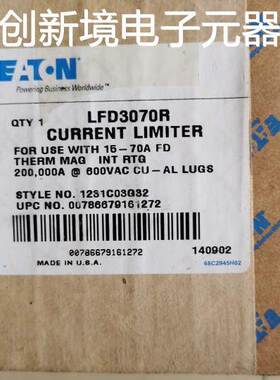 创新境电子元器
EATON
Powering Business Worldwide™
QTY 1
LFD3070R
CURRENT LIMITER
FOR USE WITH 15-70A FD
THERM MAG INT RTG
200,000A @ 600VAC CU-AL LUGS
STYLE NO. 1281C03G32
UPC NO. 00786679161272
00786679161272
140902
MADE IN U.S.A.
68C2945H02